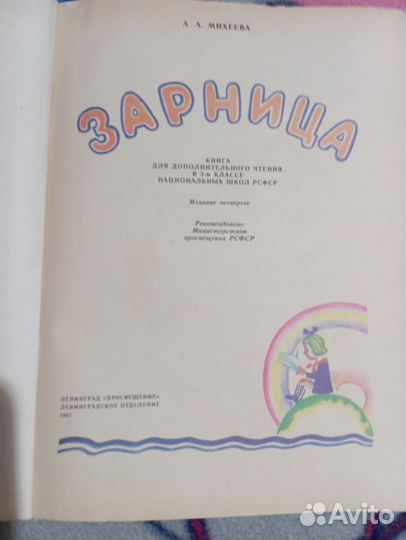 А. А. МИХЕЕВА
ЗАРНИЦА
КНИГА
ДЛЯ ДОПОЛНИТЕЛЬНОГО ЧТЕНИЯ
В 3-м КЛАССЕ
НАЦИОНАЛЬНЫХ ШКОЛ РСФСР
Издание четвертое
Рекомендовано
Министерством
просвещения РСФСР
ЛЕНИНГРАД «ПРОСВЕЩЕНИЕ»
ЛЕНИНГРАДСКОЕ ОТДЕЛЕНИЕ
Avito